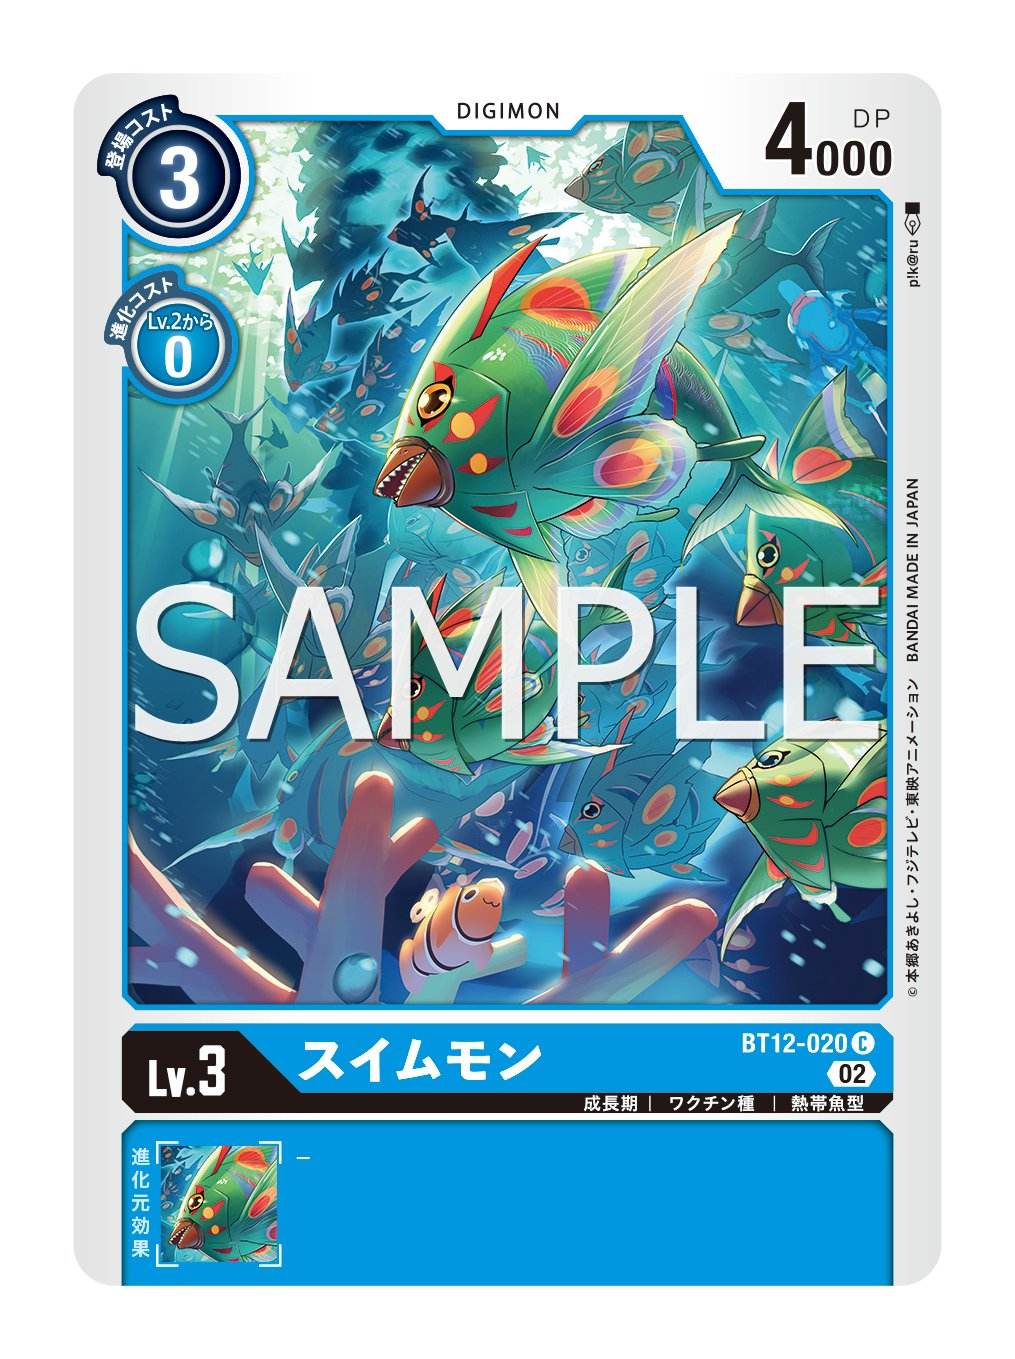 DIGIMON
登場コスト
3
4000
DP
進化コスト
Lv.2から
0
p!k@ru
BANDAI MADE IN JAPAN
© 本郷あきよし・フジテレビ・東映アニメーション
SAMPLE
Lv.3
スイムモン
BT12-020 C
02
成長期 | ワクチン種 | 熱帯魚型
進化元効果
–